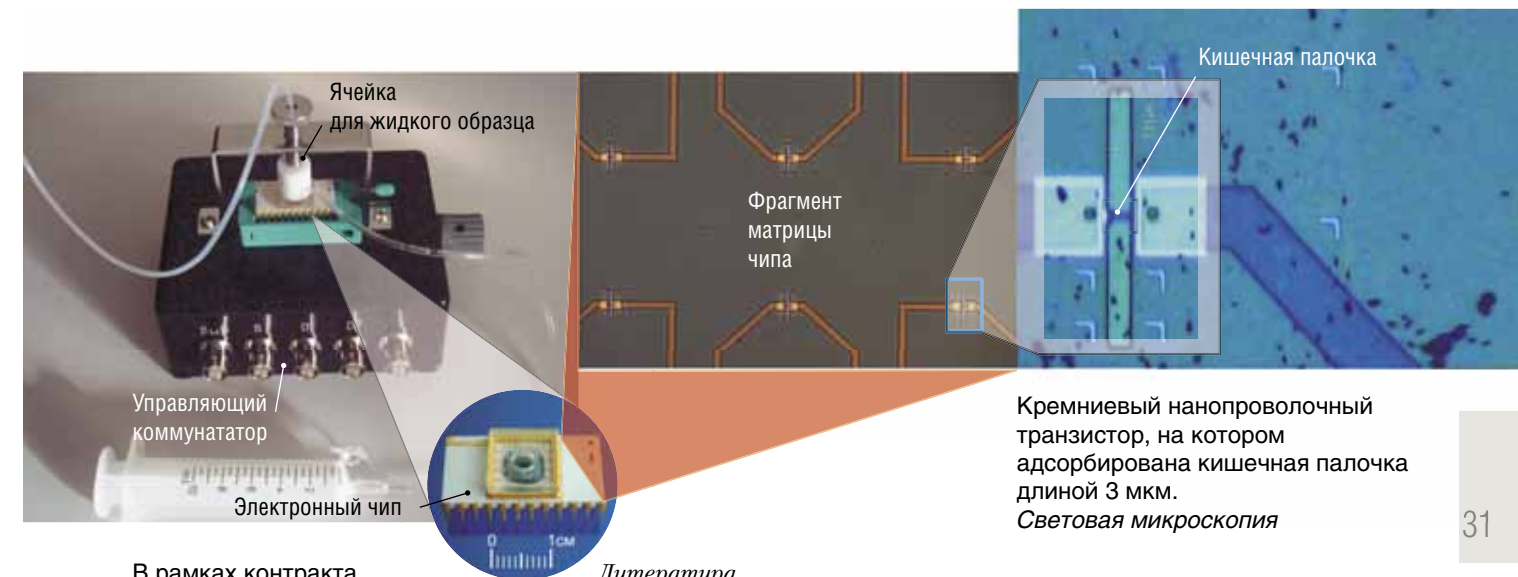 Ячейка
для жидкого образца
Управляющий
коммунататор
Электронный чип
0 1см
Фрагмент
матрицы
чипа
Кишечная палочка
Кремниевый нанопроволочный
транзистор, на котором
адсорбирована кишечная палочка
длиной 3 мкм.
Световая микроскопия
31
В рамках контракта
Литература